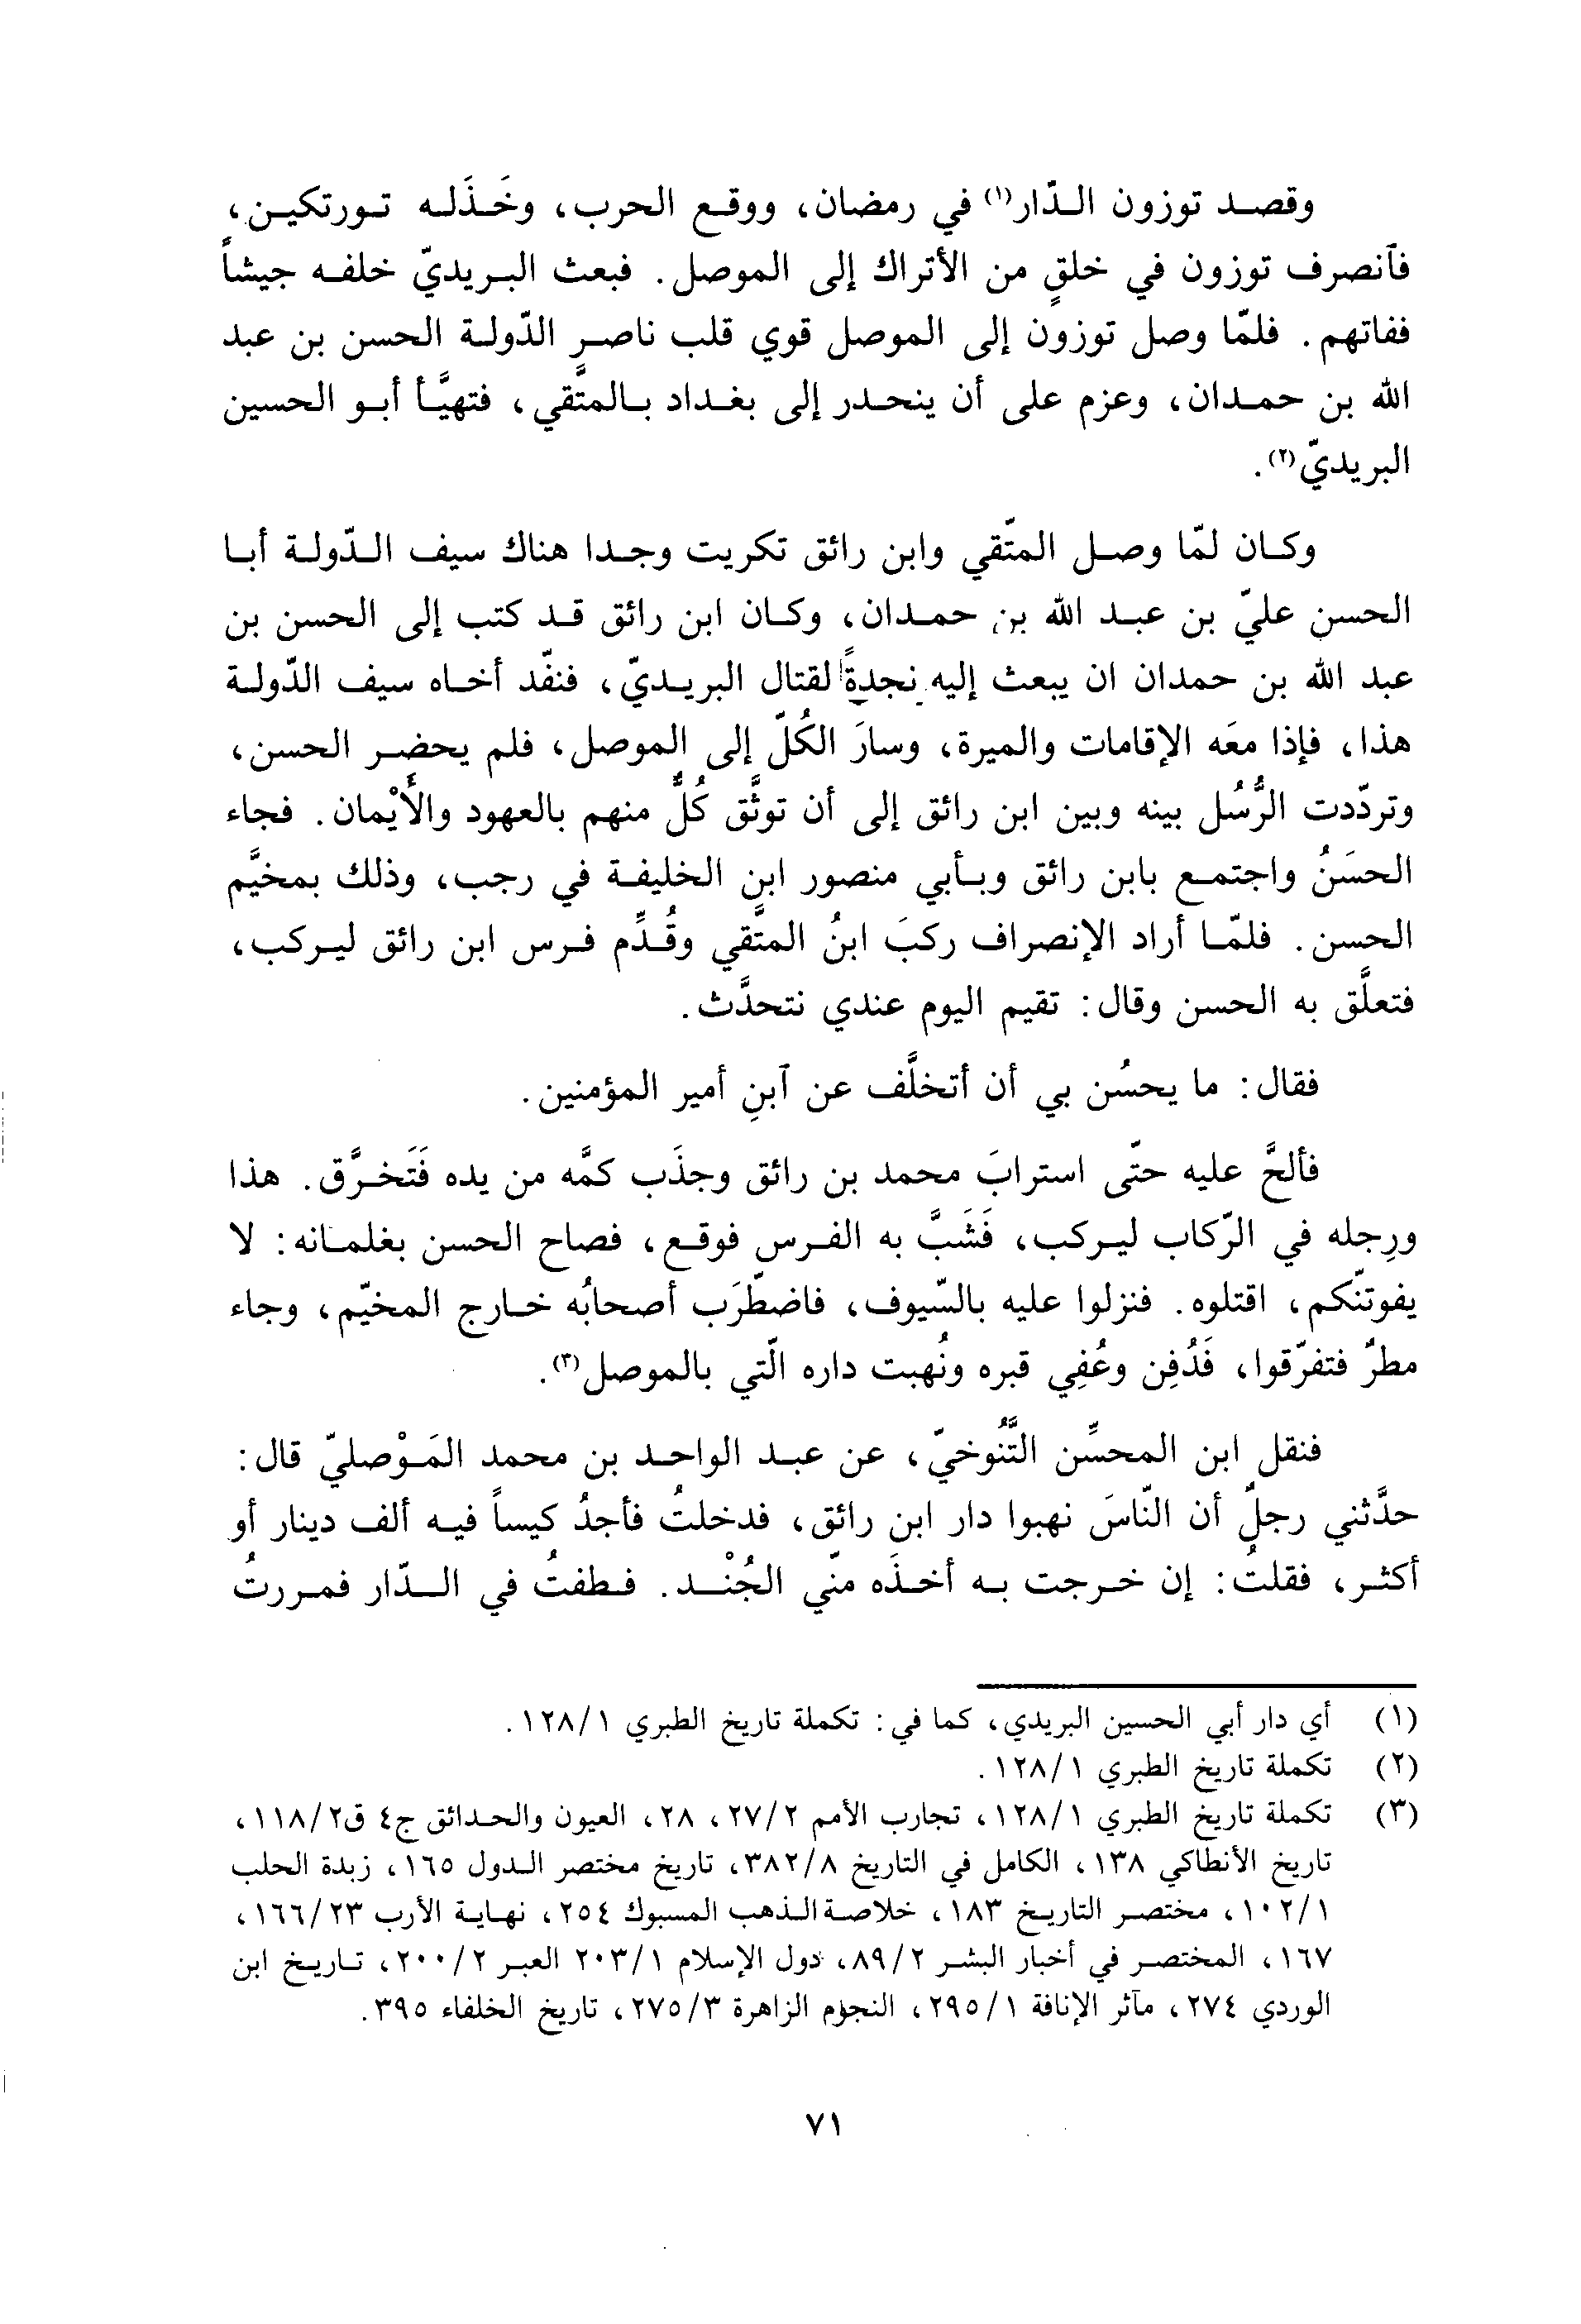 وقصد توزون الدّار(١) في رمضان، ووقع الحرب، وخَذَله تورتكين،
فآنصرف توزون في خلقٍ من الأتراك إلى الموصل. فبعث البريديّ خلفه جيشاً
ففاتهم. فلمّا وصل توزون إلى الموصل قوي قلب ناصر الدّولة الحسن بن عبد
الله بن حمدان، وعزم على أن ينحدر إلى بغداد بالمتَّقي، فتهيَّأ أبو الحسين
البريديّ(٢).
وكان لمّا وصل المتّقي وابن رائق تكريت وجدا هناك سيف الدّولة أبا
الحسن عليّ بن عبد الله بن حمدان، وكان ابن رائق قد كتب إلى الحسن بن
عبد الله بن حمدان ان يبعث إليه نجدةً لقتال البريديّ، فنفّد أخاه سيف الدّولة
هذا، فإذا معَه الإقامات والميرة، وسارَ الكُلّ إلى الموصل، فلم يحضر الحسن،
وتردّدت الرُّسُل بينه وبين ابن رائق إلى أن توثَّق كُلٌّ منهم بالعهود والأَيْمان. فجاء
الحسَنُ واجتمع بابن رائق وبأبي منصور ابن الخليفة في رجب، وذلك بمخيَّم
الحسن. فلمّا أراد الإنصراف ركبَ ابنُ المتَّقي وقُدِّم فرس ابن رائق ليركب،
فتعلَّق به الحسن وقال: تقيم اليوم عندي نتحدَّث.
فقال: ما يحسُن بي أن أتخلَّف عن آبنِ أمير المؤمنين.
فألحَّ عليه حتّى استرابَ محمد بن رائق وجذَب كمَّه من يده فَتَخرَّق. هذا
ورِجله في الرّكاب ليركب، فَشَبَّ به الفرس فوقع، فصاح الحسن بغلمانه: لا
يفوتنّكم، اقتلوه. فنزلوا عليه بالسّيوف، فاضطّرَب أصحابُه خارج المخيّم، وجاء
مطرٌ فتفرّقوا، فَدُفِن وعُفِي قبره ونُهبت داره الّتي بالموصل(٣).
فنقل ابن المحسِّن التَّنُوخيّ، عن عبد الواحد بن محمد المَوْصليّ قال:
حدَّثني رجلٌ أن النّاسَ نهبوا دار ابن رائق، فدخلتُ فأجدُ كيساً فيه ألف دينار أو
أكثر، فقلتُ: إن خرجت به أخذَه منّي الجُنْد. فطفتُ في الدّار فمررتُ
(١) أي دار أبي الحسين البريدي، كما في: تكملة تاريخ الطبري ١/١٢٨.
(٢) تكملة تاريخ الطبري ١/١٢٨.
(٣) تكملة تاريخ الطبري ١/١٢٨، تجارب الأمم ٢/٢٧، ٢٨، العيون والحدائق ج٤ ق٢/١١٨،
تاريخ الأنطاكي ١٣٨، الكامل في التاريخ ٨/٣٨٢، تاريخ مختصر الدول ١٦٥، زبدة الحلب
١/١٠٢، مختصر التاريخ ١٨٣، خلاصة الذهب المسبوك ٢٥٤، نهاية الأرب ٢٣/١٦٦،
١٦٧، المختصر في أخبار البشر ٢/٨٩، دول الإسلام ١/٢٠٣ العبر ٢/٢٠٠، تاريخ ابن
الوردي ٢٧٤، مآثر الإنافة ١/٢٩٥، النجوم الزاهرة ٣/٢٧٥، تاريخ الخلفاء ٣٩٥.
٧١